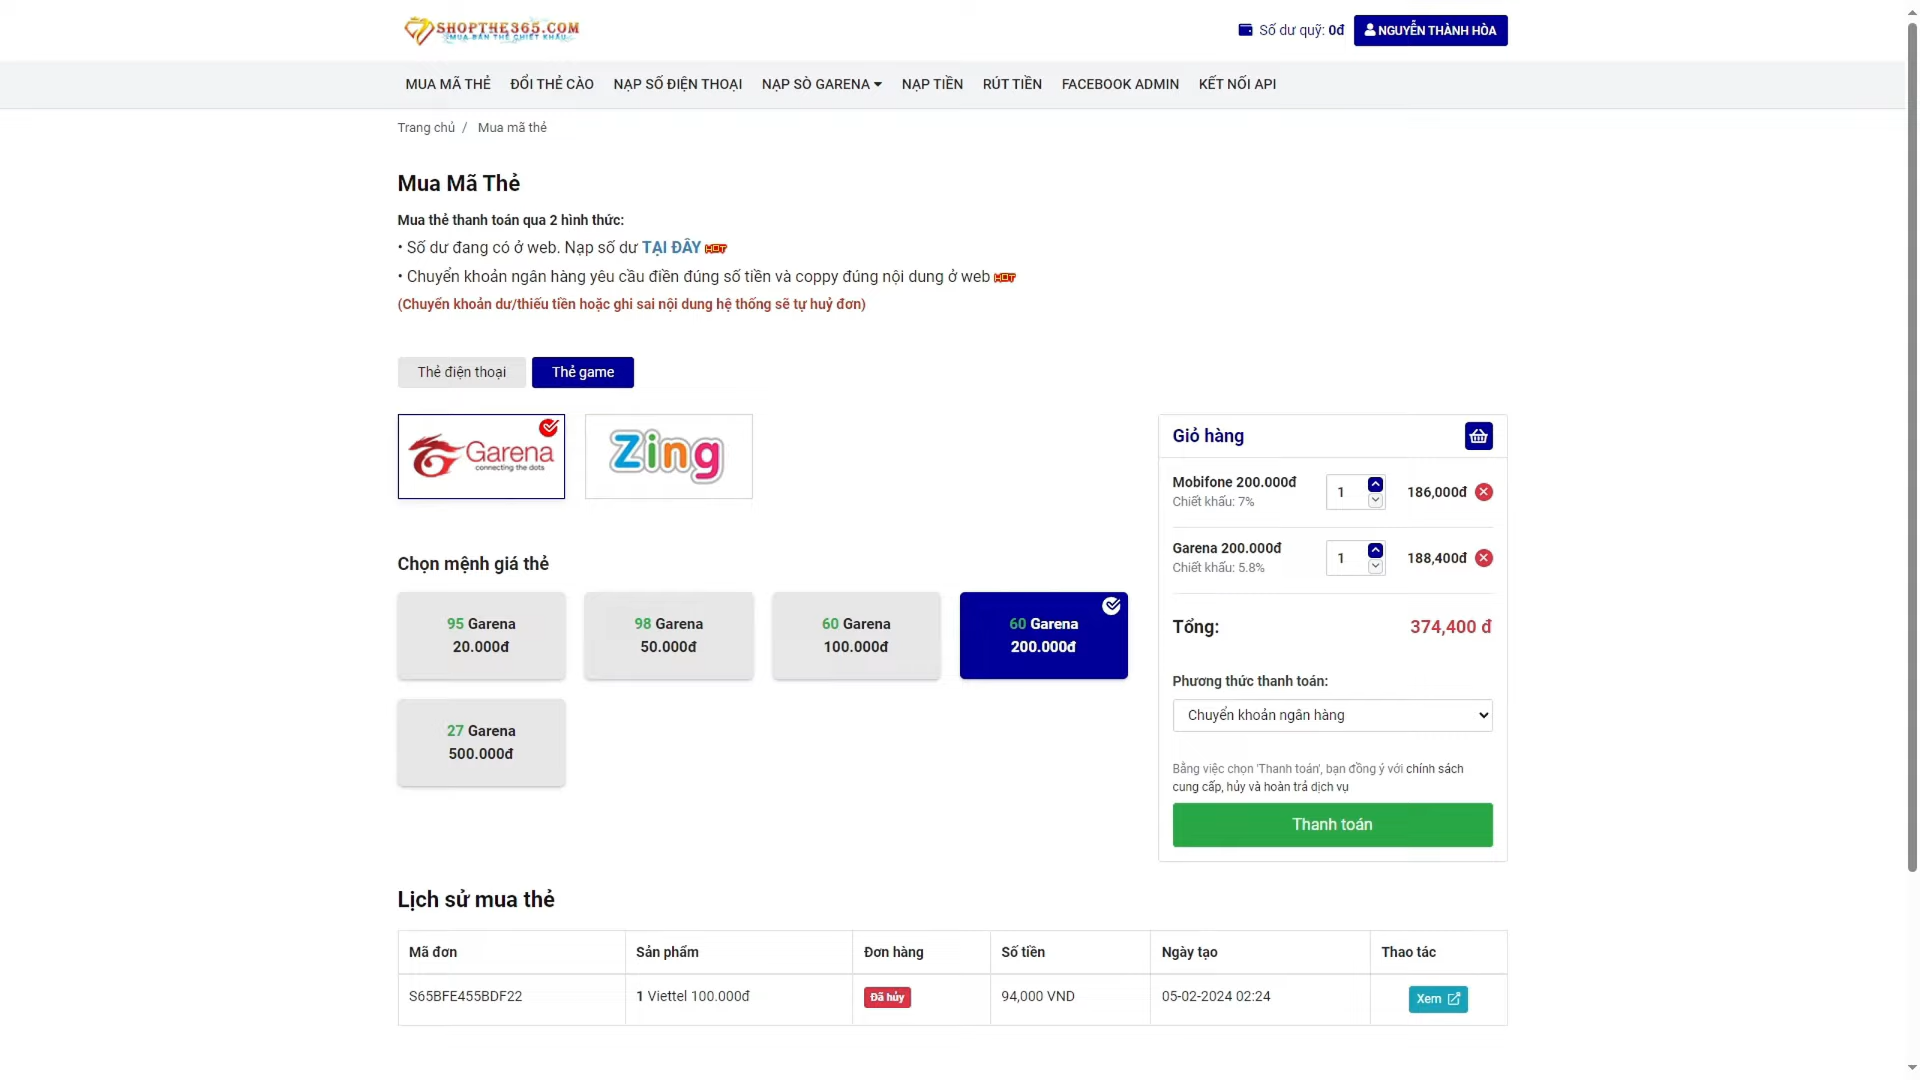 SHOPTHE365.COM
MUA BÁN THẺ CHIẾT KHẤU
Số dư quỹ: 0đ
NGUYỄN THÀNH HÒA
MUA MÃ THẺ
ĐỔI THẺ CÀO
NẠP SỐ ĐIỆN THOẠI
NẠP SÒ GARENA
NẠP TIỀN
RÚT TIỀN
FACEBOOK ADMIN
KẾT NỐI API
Trang chủ / Mua mã thẻ
Mua Mã Thẻ
Mua thẻ thanh toán qua 2 hình thức:
• Số dư đang có ở web. Nạp số dư TẠI ĐÂY HOT
• Chuyển khoản ngân hàng yêu cầu điền đúng số tiền và coppy đúng nội dung ở web HOT
(Chuyển khoản dư/thiếu tiền hoặc ghi sai nội dung hệ thống sẽ tự huỷ đơn)
Thẻ điện thoại
Thẻ game
Garena
connecting the dots
Zing
Chọn mệnh giá thẻ
95 Garena
20.000đ
98 Garena
50.000đ
60 Garena
100.000đ
60 Garena
200.000đ
27 Garena
500.000đ
Giỏ hàng
Mobifone 200.000đ
Chiết khấu: 7%
1
186,000đ
Garena 200.000đ
Chiết khấu: 5.8%
1
188,400đ
Tổng: 374,400 đ
Phương thức thanh toán:
Chuyển khoản ngân hàng
Bằng việc chọn 'Thanh toán', bạn đồng ý với chính sách
cung cấp, hủy và hoàn trả dịch vụ
Thanh toán
Lịch sử mua thẻ
Mã đơn Sản phẩm Đơn hàng Số tiền Ngày tạo Thao tác
S65BFE455BDF22 1 Viettel 100.000đ Đã hủy 94,000 VND 05-02-2024 02:24 Xem